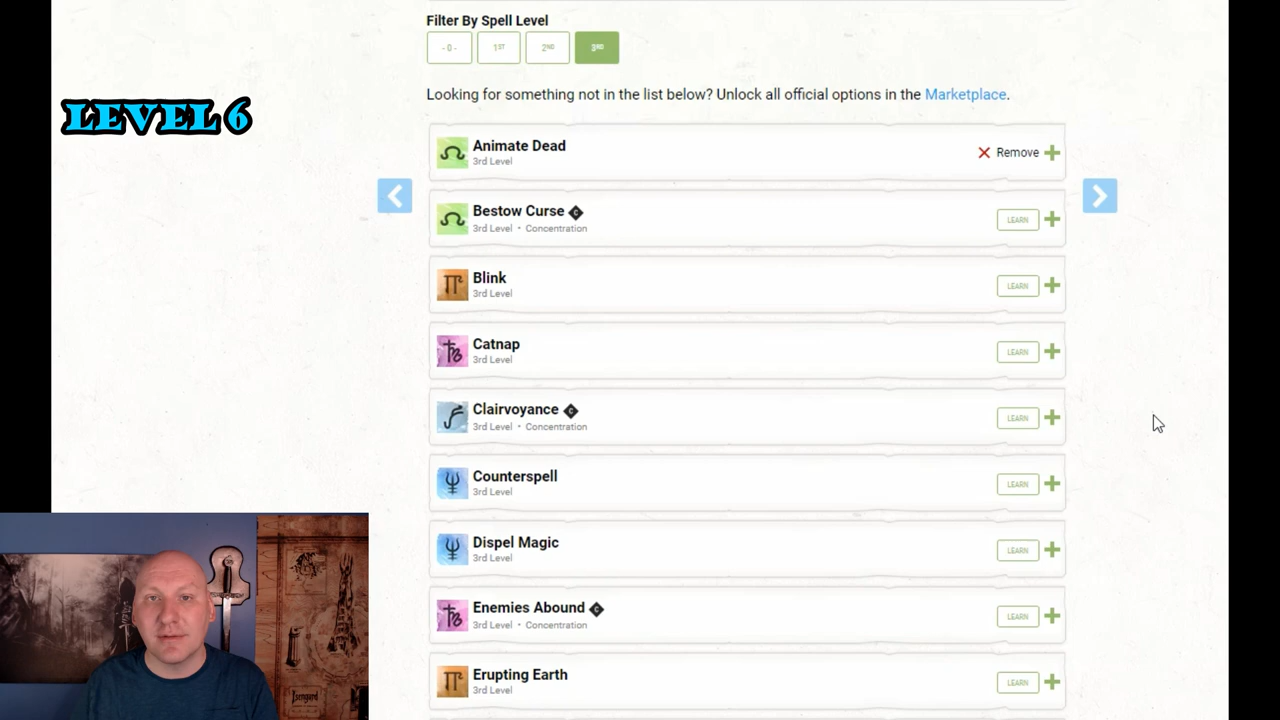 Filter By Spell Level
- 0 -
1ST
2ND
3RD
LEVEL 6
Looking for something not in the list below? Unlock all official options in the Marketplace.
Animate Dead
3rd Level
Remove
Bestow Curse
3rd Level • Concentration
LEARN
Blink
3rd Level
LEARN
Catnap
3rd Level
LEARN
Clairvoyance
3rd Level • Concentration
LEARN
Counterspell
3rd Level
LEARN
Dispel Magic
3rd Level
LEARN
Enemies Abound
3rd Level • Concentration
LEARN
Erupting Earth
3rd Level
LEARN
Isengard